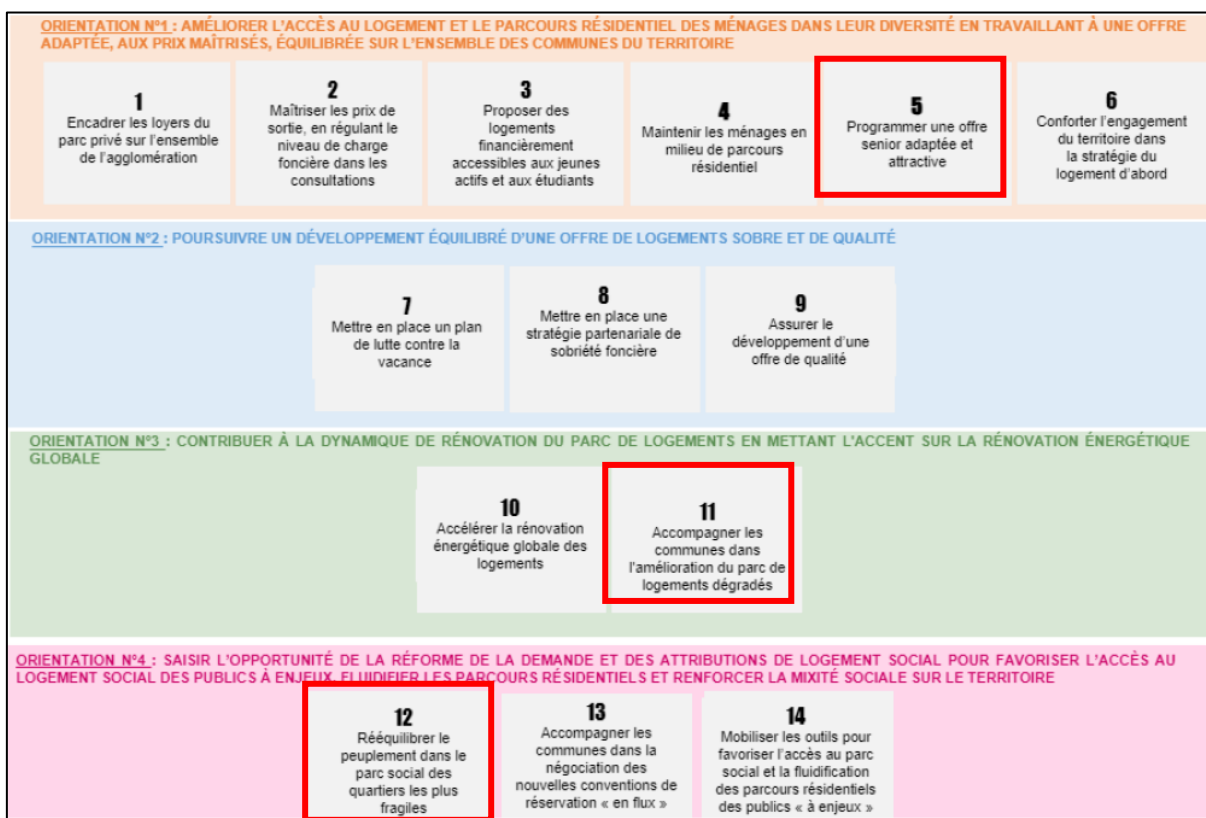 ORIENTATION N°1 : AMÉLIORER L'ACCÈS AU LOGEMENT ET LE PARCOURS RÉSIDENTIEL DES MÉNAGES DANS LEUR DIVERSITÉ EN TRAVAILLANT À UNE OFFRE
ADAPTÉE, AUX PRIX MAÎTRISÉS, ÉQUILIBRÉE SUR L'ENSEMBLE DES COMMUNES DU TERRITOIRE
1
Encadrer les loyers du
parc privé sur l'ensemble
de l'agglomération
2
Maîtriser les prix de
sortie, en régulant le
niveau de charge
foncière dans les
consultations
3
Proposer des
logements
financièrement
accessibles aux jeunes
actifs et aux étudiants
4
Maintenir les ménages en
milieu de parcours
résidentiel
5
Programmer une offre
senior adaptée et
attractive
6
Conforter l'engagement
du territoire dans
la stratégie du
logement d'abord
ORIENTATION N°2 : POURSUIVRE UN DÉVELOPPEMENT ÉQUILIBRÉ D'UNE OFFRE DE LOGEMENTS SOBRE ET DE QUALITÉ
7
Mettre en place un plan
de lutte contre la
vacance
8
Mettre en place une
stratégie partenariale de
sobriété foncière
9
Assurer le
développement d'une
offre de qualité
ORIENTATION N°3 : CONTRIBUER À LA DYNAMIQUE DE RÉNOVATION DU PARC DE LOGEMENTS EN METTANT L'ACCENT SUR LA RÉNOVATION ÉNERGÉTIQUE
GLOBALE
10
Accélérer la rénovation
énergétique globale des
logements
11
Accompagner les
communes dans
l'amélioration du parc de
logements dégradés
ORIENTATION N°4 : SAISIR L'OPPORTUNITÉ DE LA RÉFORME DE LA DEMANDE ET DES ATTRIBUTIONS DE LOGEMENT SOCIAL POUR FAVORISER L'ACCÈS AU
LOGEMENT SOCIAL DES PUBLICS À ENJEUX, FLUIDIFIER LES PARCOURS RÉSIDENTIELS ET RENFORCER LA MIXITÉ SOCIALE SUR LE TERRITOIRE
12
Rééquilibrer le
peuplement dans le
parc social des
quartiers les plus
fragiles
13
Accompagner les
communes dans la
négociation des
nouvelles conventions de
réservation « en flux »
14
Mobiliser les outils pour
favoriser l'accès au parc
social et la fluidification
des parcours résidentiels
des publics « à enjeux »